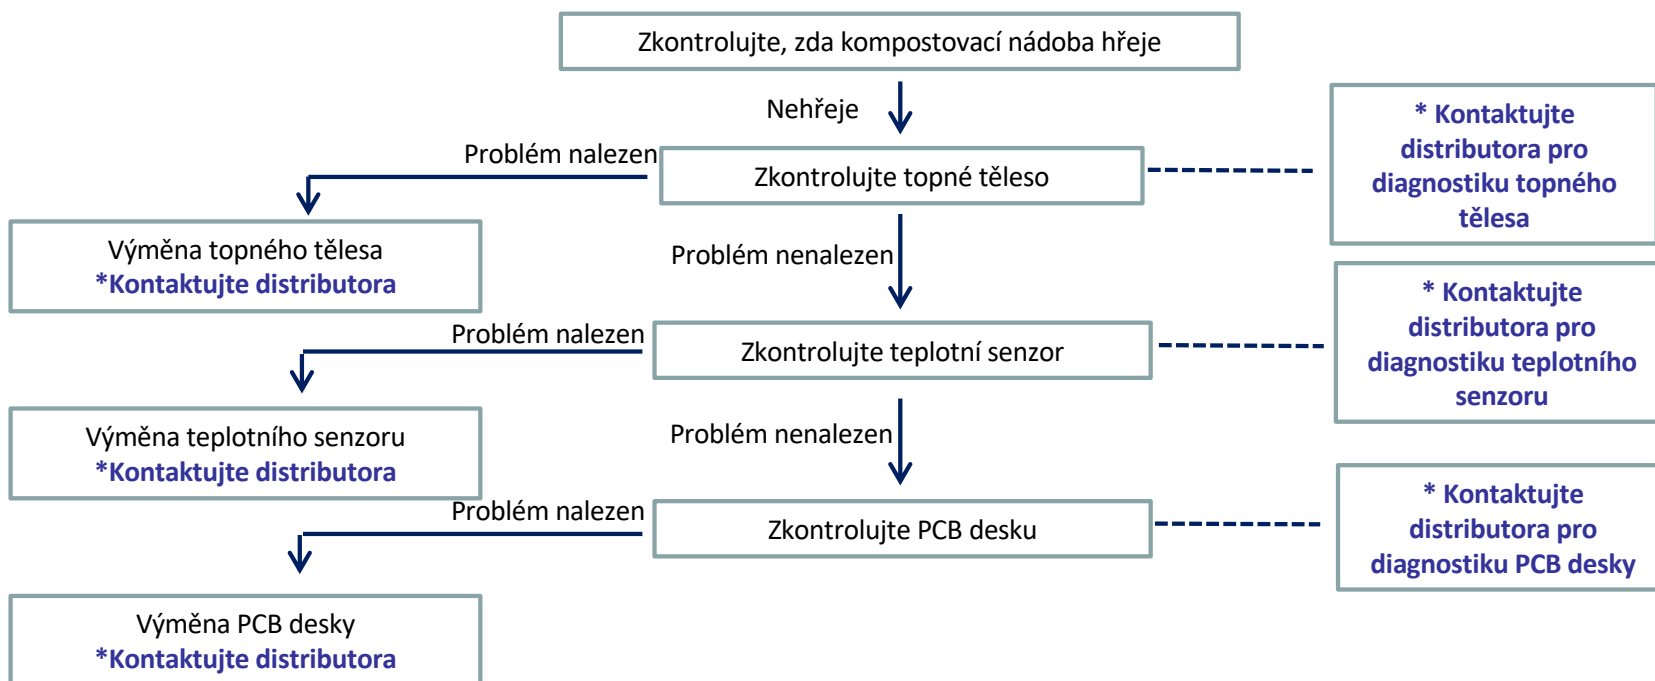 Zkontrolujte, zda kompostovací nádoba hřeje
Nehřeje
* Kontaktujte
distributora pro
diagnostiku topného
tělesa
Problém nalezen
Zkontrolujte topné těleso
Výměna topného tělesa
*Kontaktujte distributora
Problém nenalezen
* Kontaktujte
distributora pro
diagnostiku teplotního
senzoru
Problém nalezen
Zkontrolujte teplotní senzor
Výměna teplotního senzoru
*Kontaktujte distributora
Problém nenalezen
* Kontaktujte
distributora pro
diagnostiku PCB desky
Problém nalezen
Zkontrolujte PCB desku
Výměna PCB desky
*Kontaktujte distributora